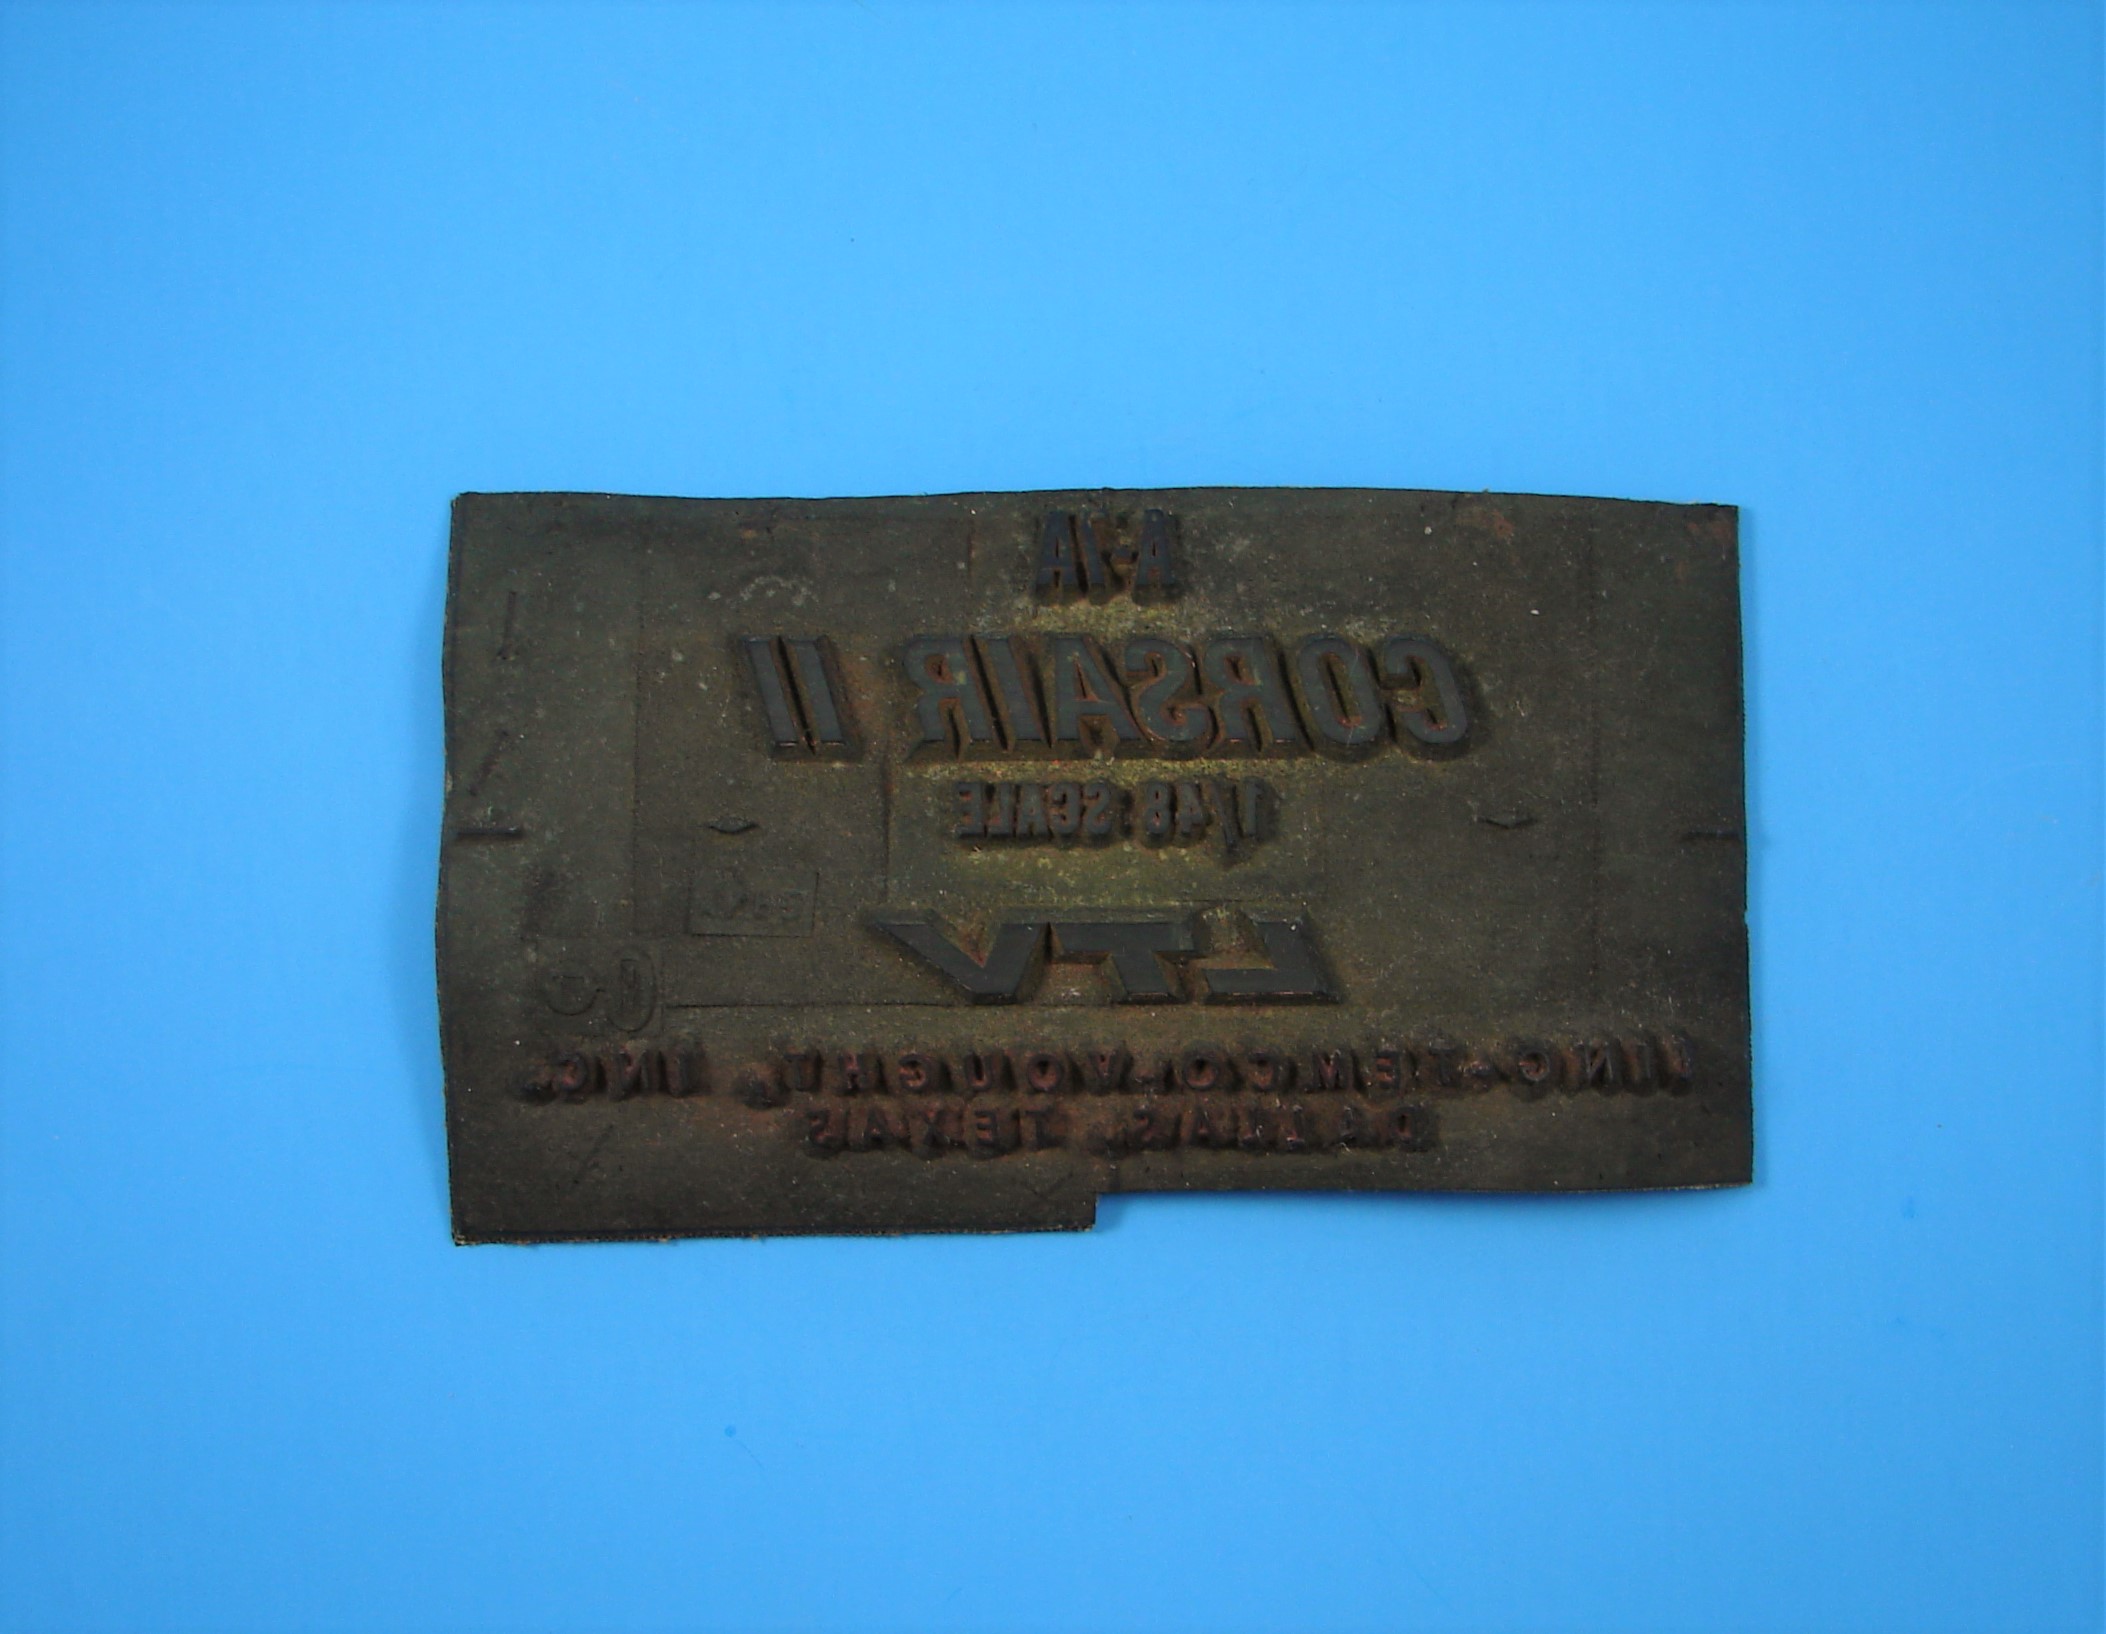 A-7A
CORSAIR II
1/48 SCALE
LTV
LING-TEMCO-VOUGHT, INC.
DALLAS, TEXAS